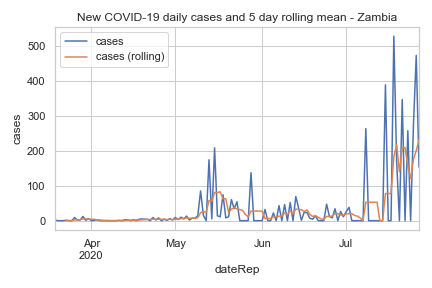 New COVID-19 daily cases and 5 day rolling mean - Zambia
cases
cases (rolling)
500
400
300
200
100
0
cases
Apr
2020
May
Jun
Jul
dateRep